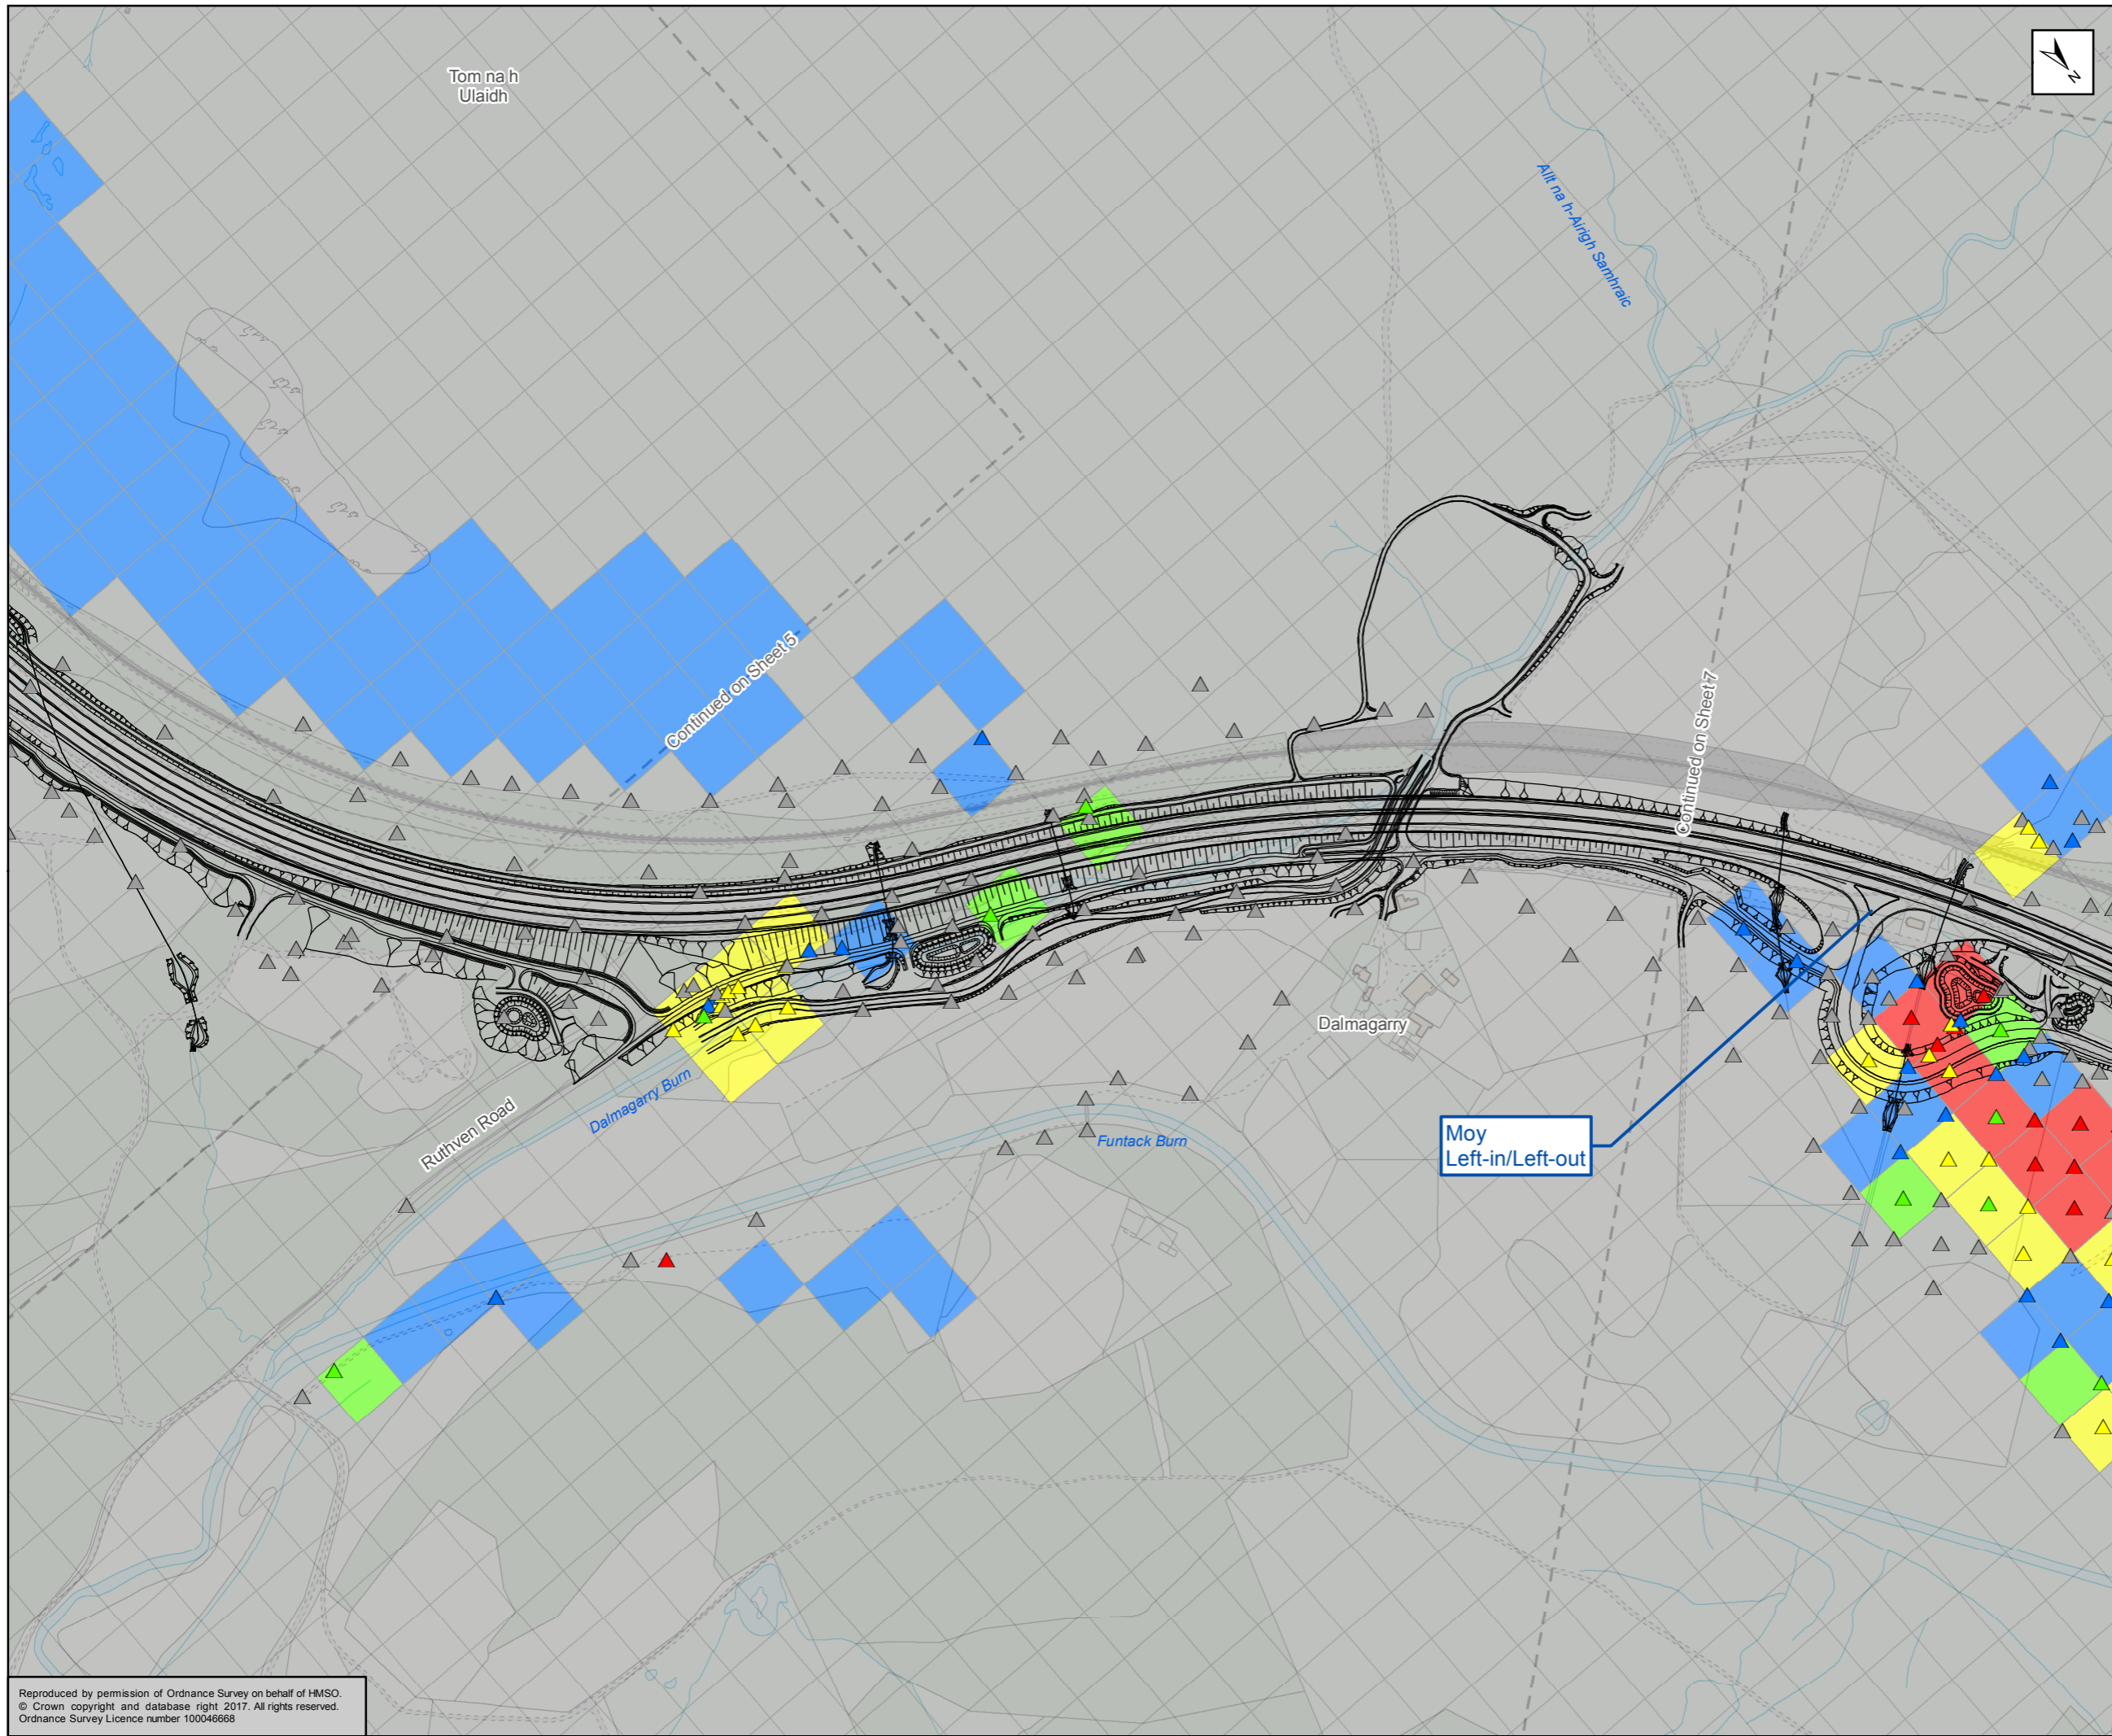 Tom na h
Ulaidh
N
Allt na h-Airigh Samhraic
Continued on Sheet 5
Continued on Sheet 7
Dalmagarry
Ruthven Road
Dalmagarry Burn
Funtack Burn
Moy
Left-in/Left-out
Reproduced by permission of Ordnance Survey on behalf of HMSO.
© Crown copyright and database right 2017. All rights reserved.
Ordnance Survey Licence number 100046668